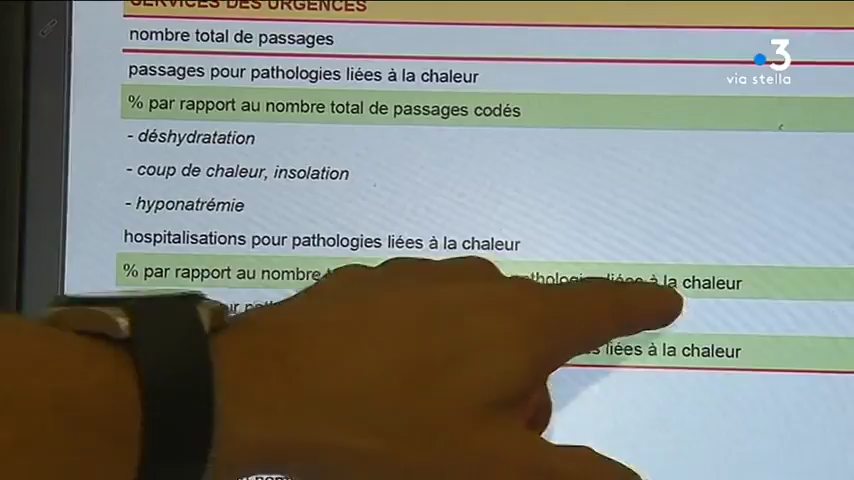 SERVICES DES URGENCES
nombre total de passages
3
via stella
passages pour pathologies liées à la chaleur
% par rapport au nombre total de passages codés
- déshydratation
- coup de chaleur, insolation
- hyponatrémie
hospitalisations pour pathologies liées à la chaleur
% par rapport au nombre pathologies liées à la chaleur
liées à la chaleur